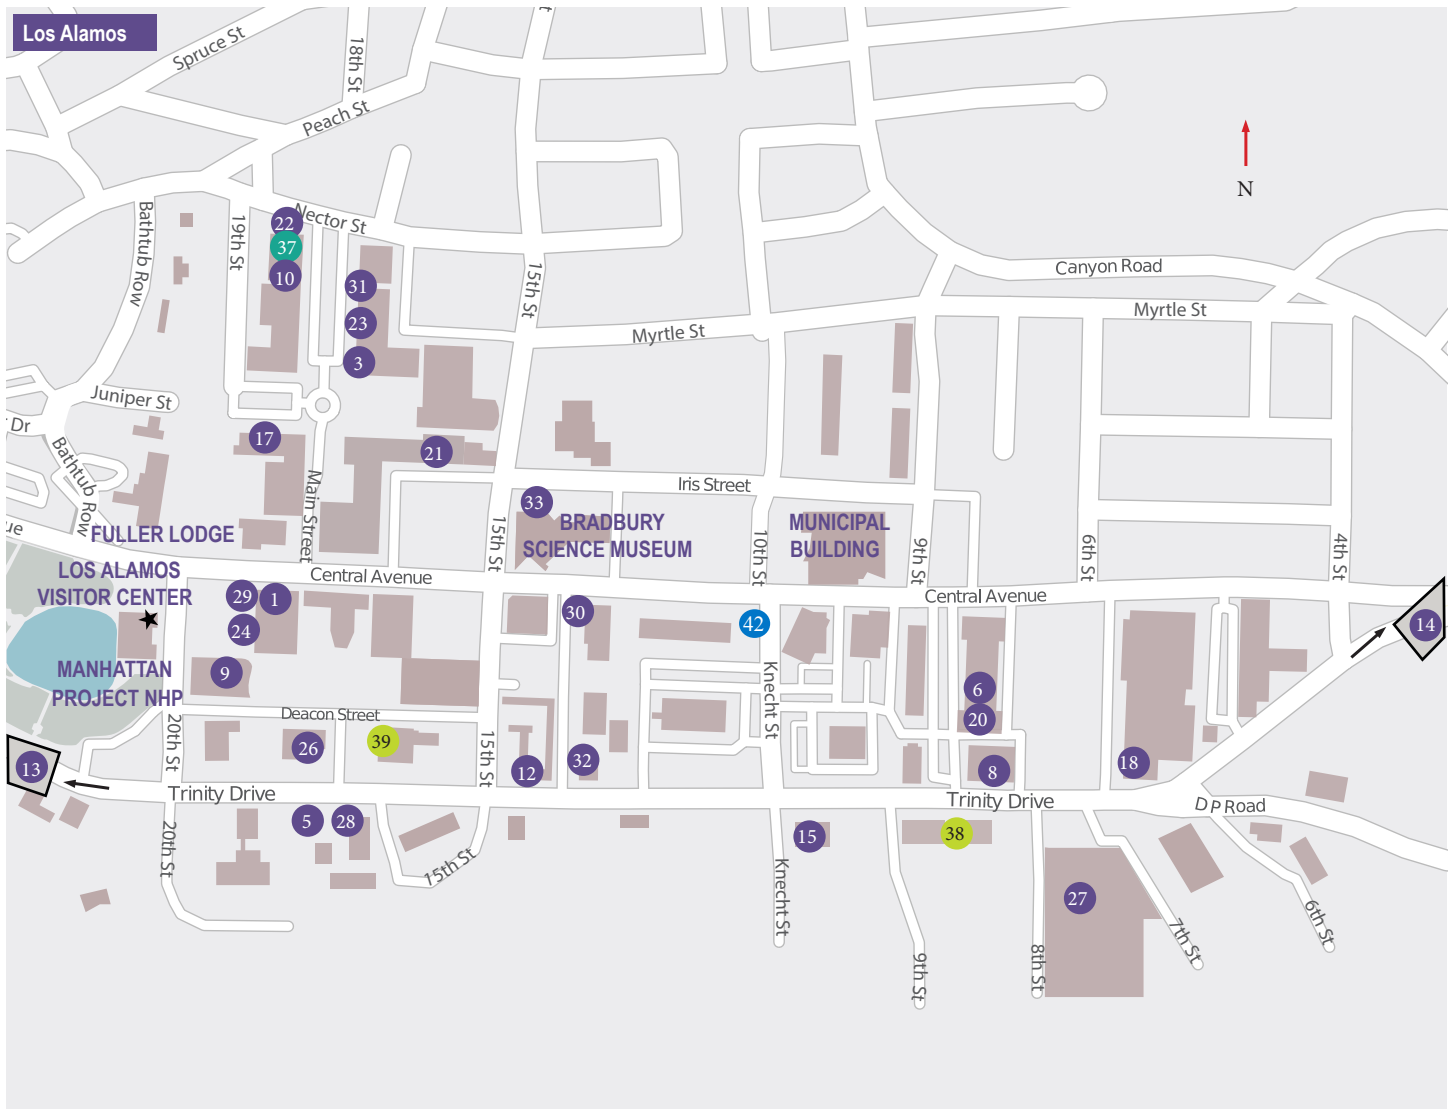 Los Alamos
Spruce St
18th St
Peach St
t
N
Nector St
22
37
10
19th St
Bathtub Row
15th St
31
23
3
Canyon Road
Myrtle St
Myrtle St
Juniper St
r Dr
Bathtub Row
17
21
Main Street
Iris Street
33
BRADBURY
SCIENCE MUSEUM
MUNICIPAL
BUILDING
15th St
10th St
9th St
6th St
4th St
ue
FULLER LODGE
LOS ALAMOS
VISITOR CENTER
Central Avenue
Central Avenue
29
1
24
30
42
14
MANHATTAN
PROJECT NHP
9
Knecht St
6
20
Deacon Street
20th St
26
39
15th St
12
32
8
18
13
Trinity Drive
Trinity Drive
D P Road
5
28
15
38
20th St
15th St
Knecht St
27
9th St
8th St
7th St
6th St